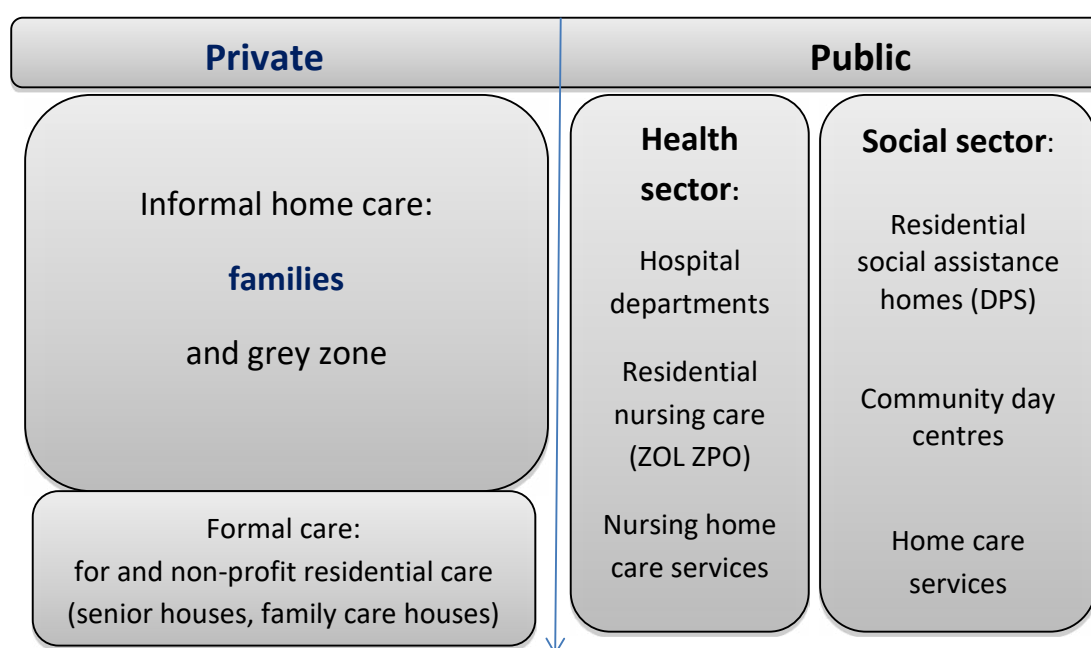 Private
Public
Informal home care:
families
and grey zone
Formal care:
for and non-profit residential care
(senior houses, family care houses)
Health
sector:
Hospital
departments
Residential
nursing care
(ZOL ZPO)
Nursing home
care services
Social sector:
Residential
social assistance
homes (DPS)
Community day
centres
Home care
services